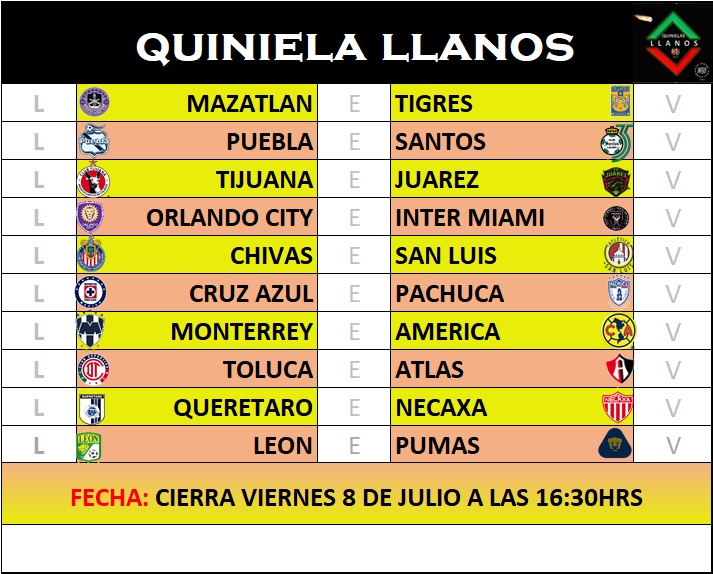 QUINIELA LLANOS
QUINIELAS
LLANOS
L MAZATLAN E TIGRES V
L PUEBLA E SANTOS V
L TIJUANA E JUAREZ V
L ORLANDO CITY E INTER MIAMI V
L CHIVAS E SAN LUIS V
L CRUZ AZUL E PACHUCA V
L MONTERREY E AMERICA V
L TOLUCA E ATLAS V
L QUERETARO E NECAXA V
L LEON E PUMAS V
FECHA: CIERRA VIERNES 8 DE JULIO A LAS 16:30HRS